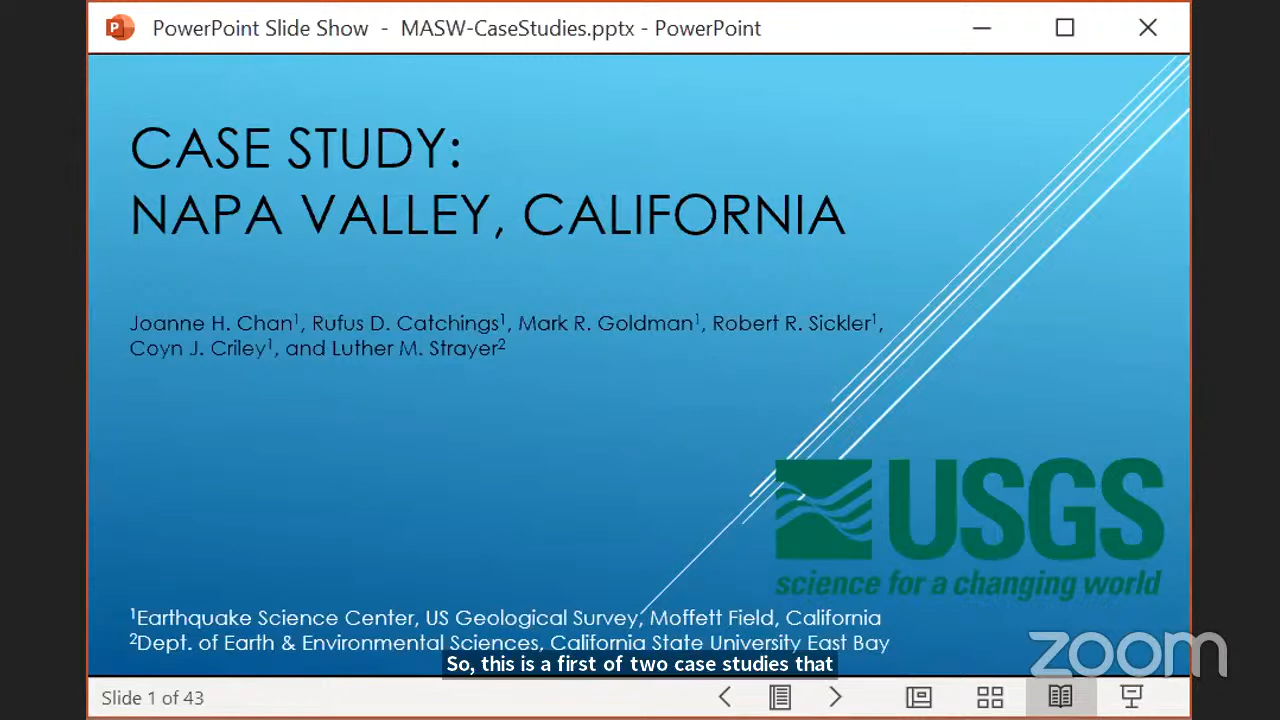 PowerPoint Slide Show - MASW-CaseStudies.pptx - PowerPoint
CASE STUDY:
NAPA VALLEY, CALIFORNIA
Joanne H. Chan¹, Rufus D. Catchings¹, Mark R. Goldman¹, Robert R. Sickler¹,
Coyn J. Criley¹, and Luther M. Strayer²
USGS
science for a changing world
¹Earthquake Science Center, US Geological Survey, Moffett Field, California
²Dept. of Earth & Environmental Sciences, California State University East Bay
So, this is a first of two case studies that
zoom
Slide 1 of 43